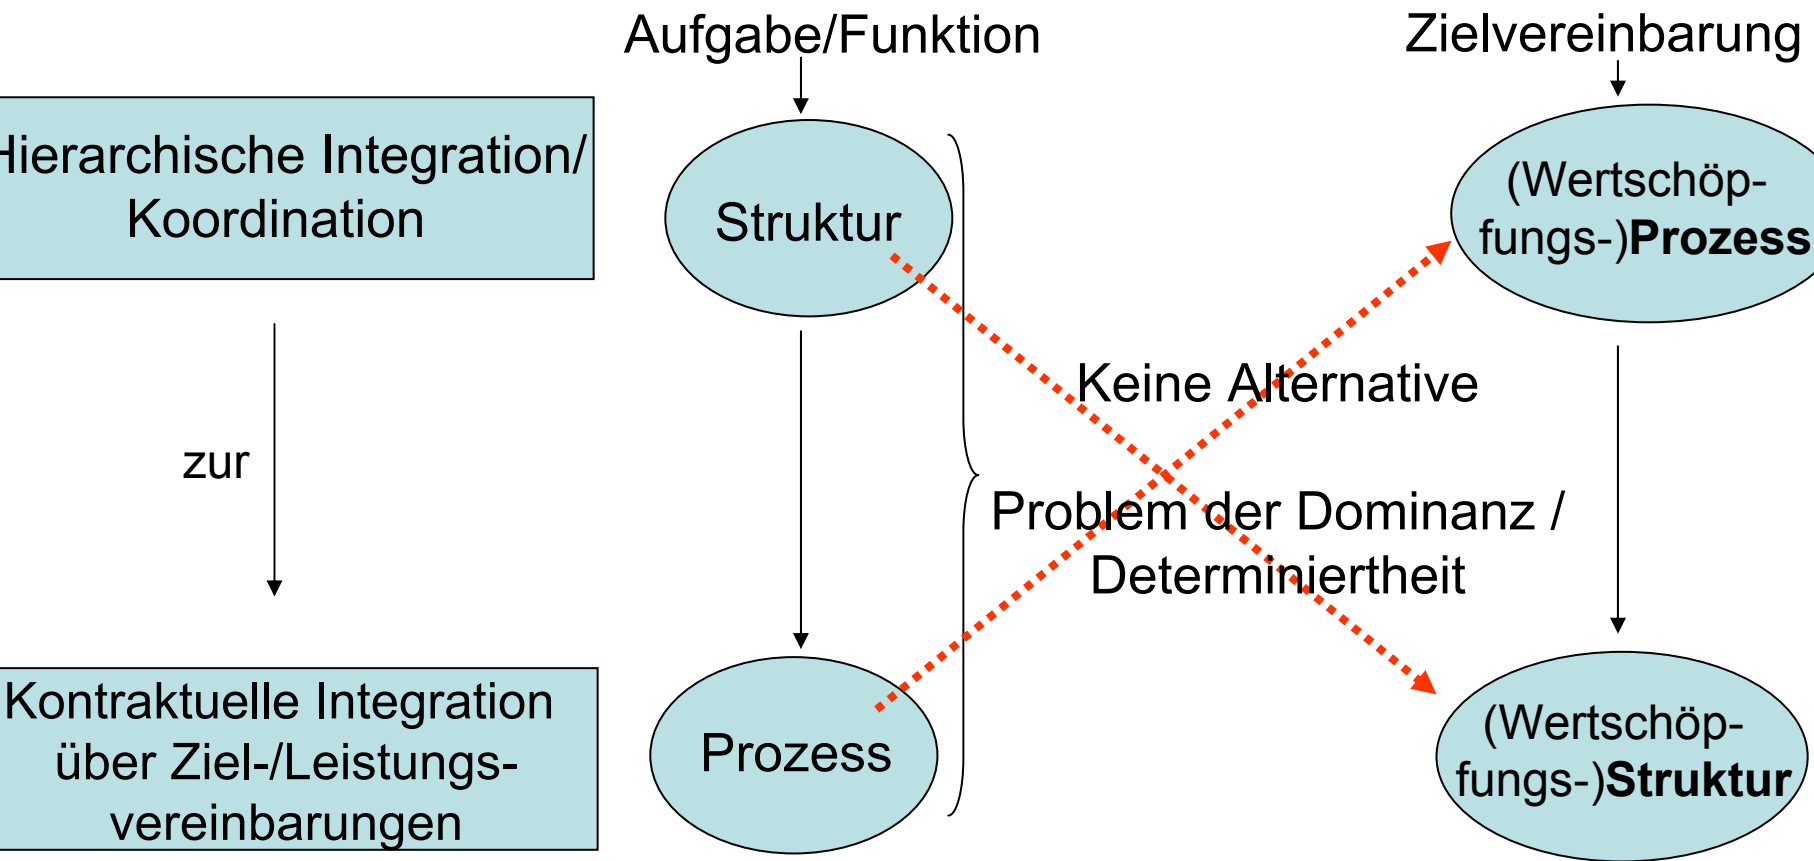 Hierarchische Integration/
Koordination
zur
Kontraktuelle Integration
über Ziel-/Leistungs-
vereinbarungen
Aufgabe/Funktion
Struktur
Prozess
Keine Alternative
Problem der Dominanz /
Determiniertheit
Zielvereinbarung
(Wertschöp-
fungs-)Prozess
(Wertschöp-
fungs-)Struktur